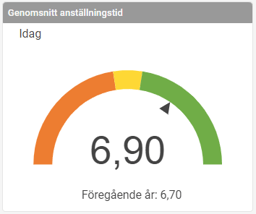 Genomsnitt anställningstid
Idag
6,90
Föregående år: 6,70